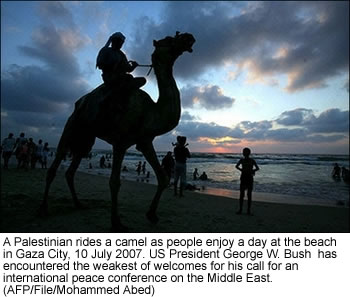 A Palestinian rides a camel as people enjoy a day at the beach
in Gaza City, 10 July 2007. US President George W. Bush has
encountered the weakest of welcomes for his call for an
international peace conference on the Middle East.
(AFP/File/Mohammed Abed)